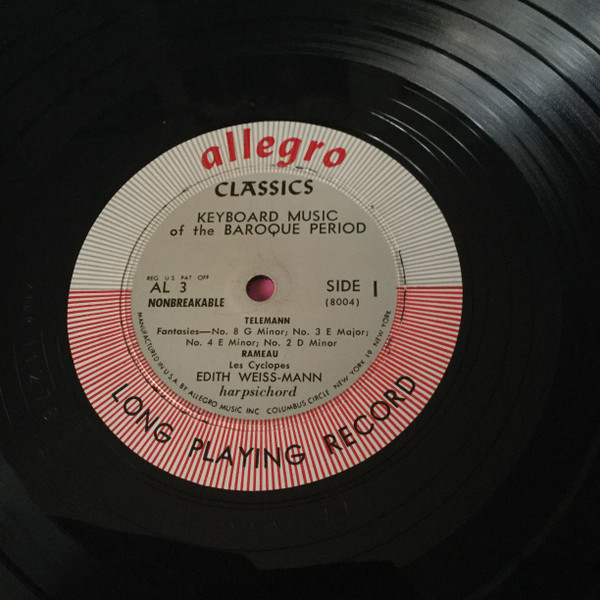 allegro
CLASSICS
KEYBOARD MUSIC
of the BAROQUE PERIOD
REG. U.S. PAT. OFF.
AL 3
NONBREAKABLE
SIDE 1
(8004)
TELEMANN
Fantasies—No. 8 G Minor; No. 3 E Major;
No. 4 E Minor; No. 2 D Minor
RAMEAU
Les Cyclopes
EDITH WEISS-MANN
harpsichord
MANUFACTURED IN U.S.A. BY ALLEGRO MUSIC INC COLUMBUS CIRCLE NEW YORK 19 NEW YORK
LONG PLAYING RECORD